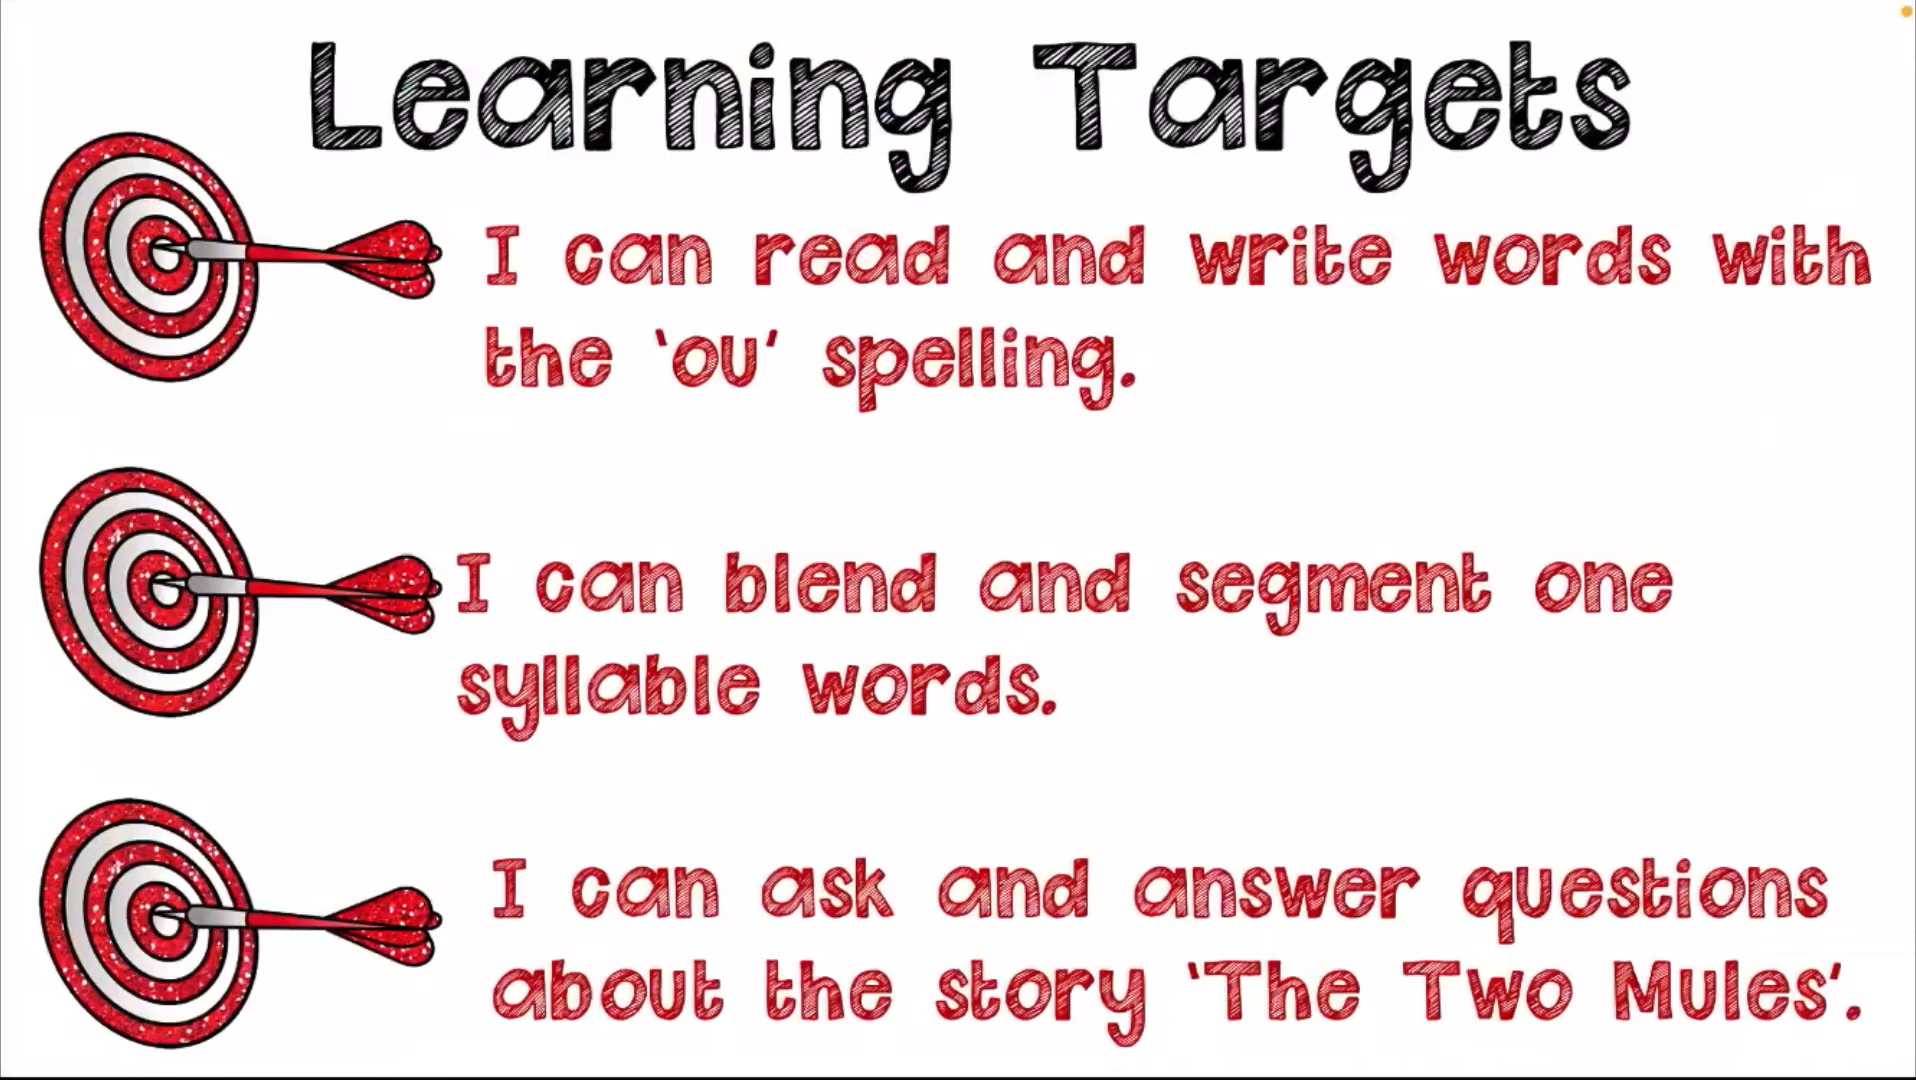 Learning Targets
I can read and write words with
the 'ou' spelling.
I can blend and segment one
syllable words.
I can ask and answer questions
about the story 'The Two Mules'.